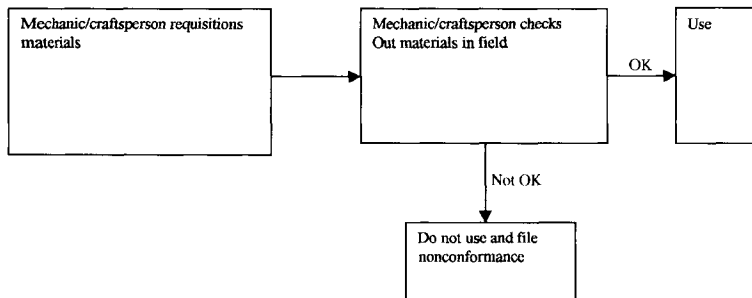 Mechanic/craftsperson requisitions
materials
Mechanic/craftsperson checks
Out materials in field
OK
Use
Not OK
Do not use and file
nonconformance